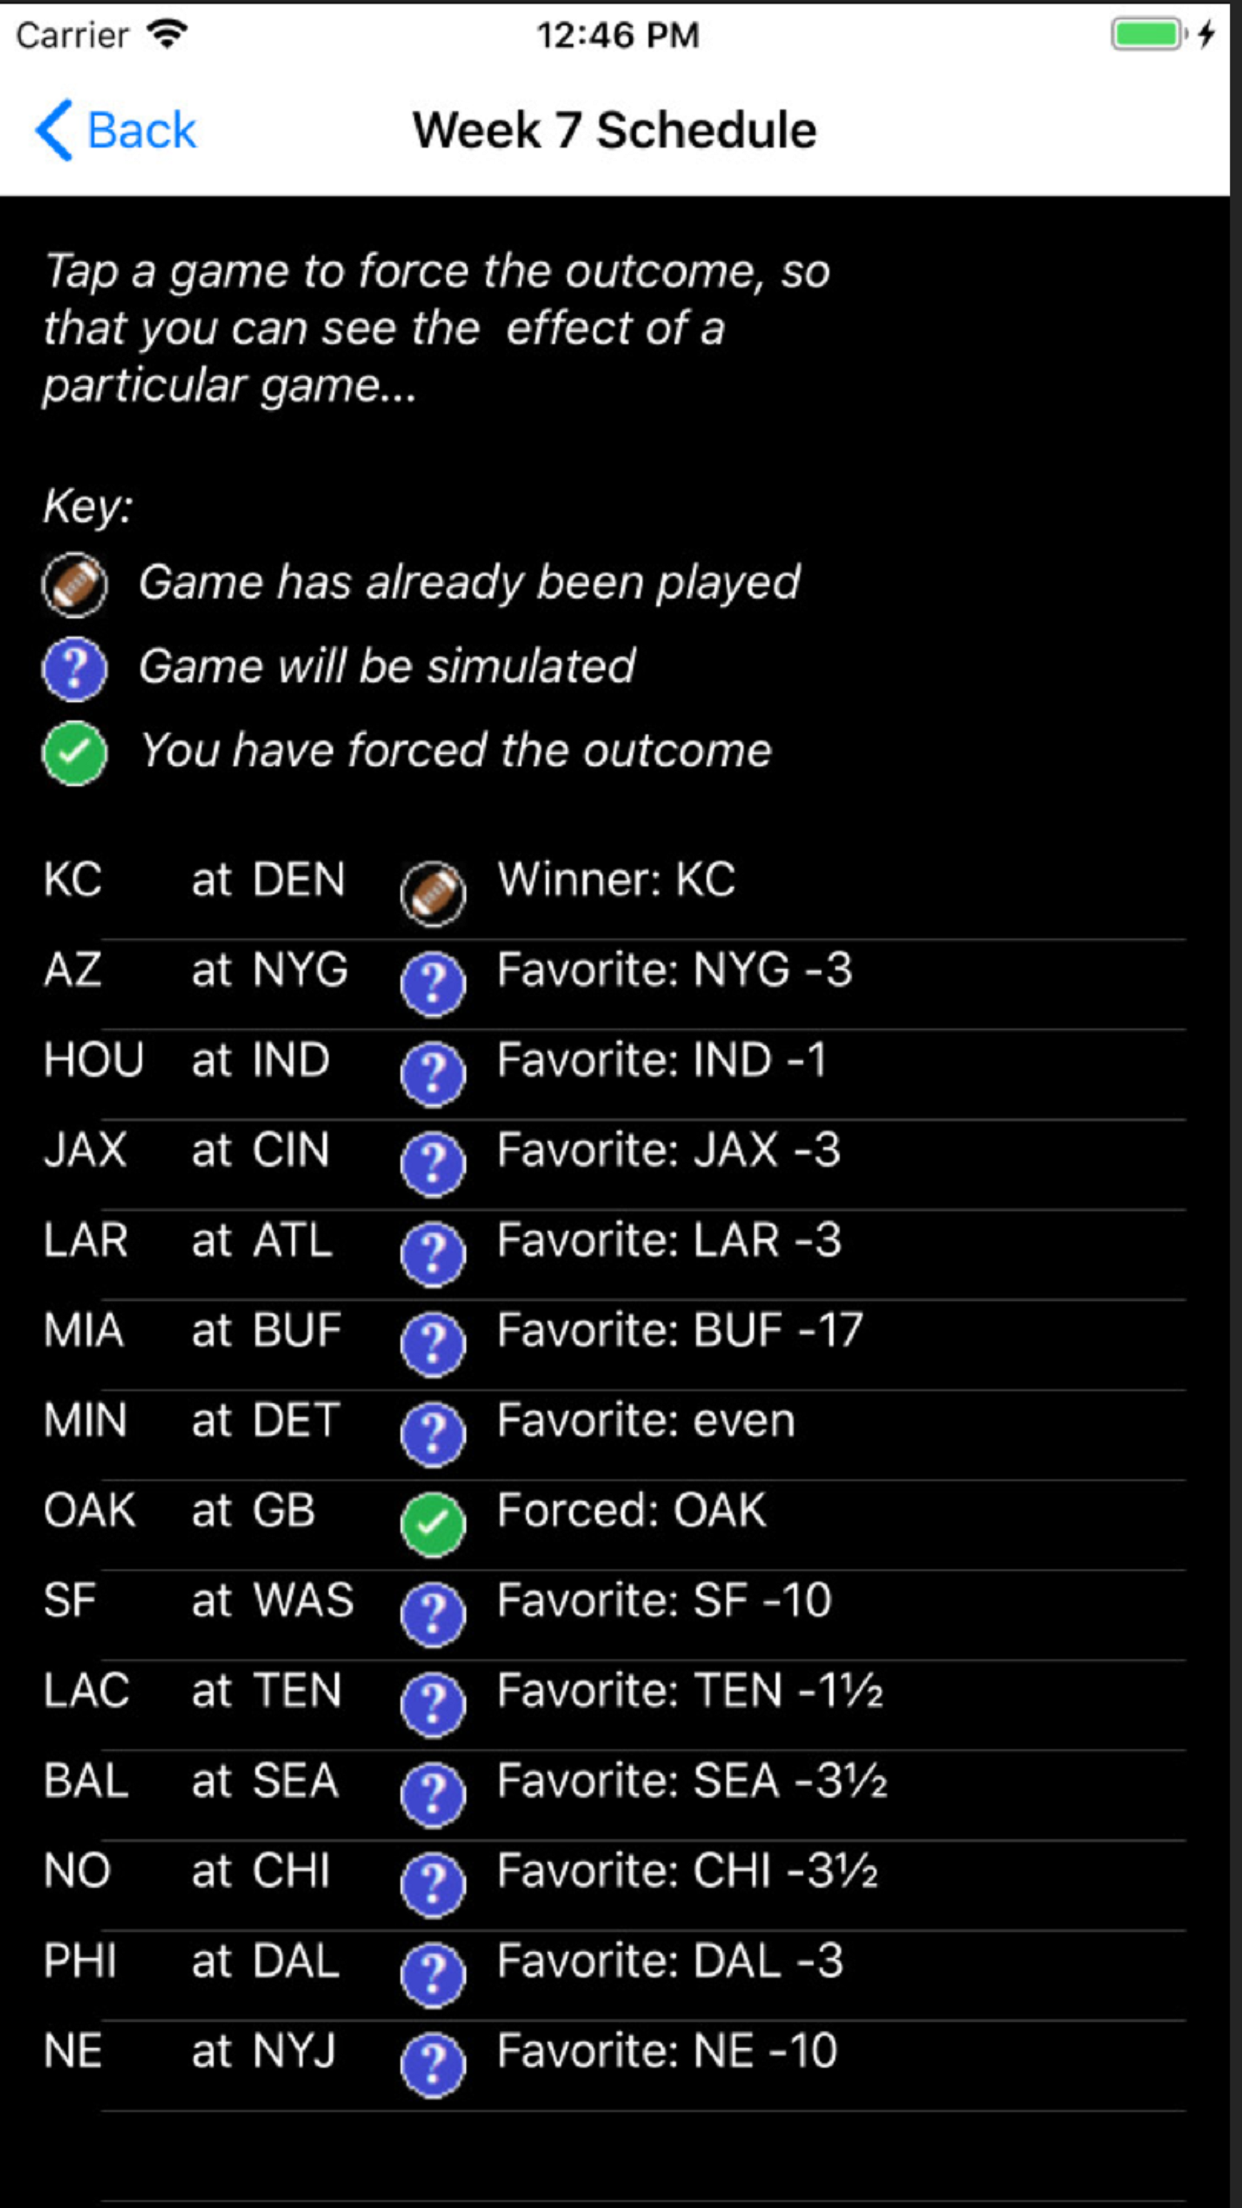 Carrier 12:46 PM
Back Week 7 Schedule
Tap a game to force the outcome, so
that you can see the  effect of a
particular game...
Key:
Game has already been played
? Game will be simulated
You have forced the outcome
KC at DEN Winner: KC
AZ at NYG ? Favorite: NYG -3
HOU at IND ? Favorite: IND -1
JAX at CIN ? Favorite: JAX -3
LAR at ATL ? Favorite: LAR -3
MIA at BUF ? Favorite: BUF -17
MIN at DET ? Favorite: even
OAK at GB Forced: OAK
SF at WAS ? Favorite: SF -10
LAC at TEN ? Favorite: TEN -1½
BAL at SEA ? Favorite: SEA -3½
NO at CHI ? Favorite: CHI -3½
PHI at DAL ? Favorite: DAL -3
NE at NYJ ? Favorite: NE -10